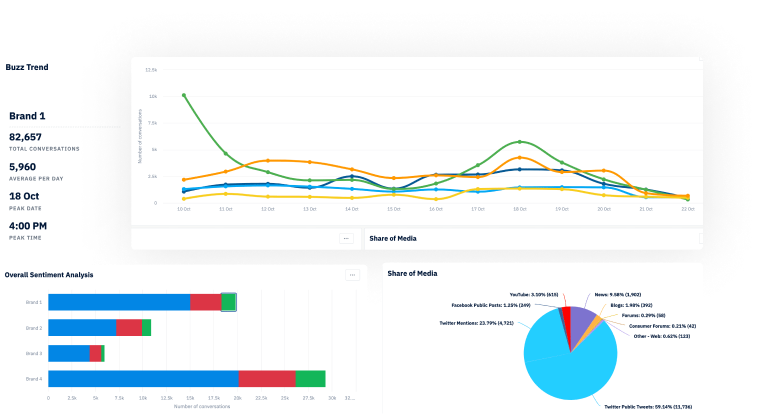 Buzz Trend
Brand 1
82,657
TOTAL CONVERSATIONS
5,960
AVERAGE PER DAY
18 Oct
PEAK DATE
4:00 PM
PEAK TIME
Number of conversations
12.5k
10k
7.5k
5k
2.5k
0
10 Oct
11 Oct
12 Oct
13 Oct
14 Oct
15 Oct
16 Oct
17 Oct
18 Oct
19 Oct
20 Oct
21 Oct
22 Oct
Share of Media
Overall Sentiment Analysis
Brand 1
Brand 2
Brand 3
Brand 4
0
2.5k
5k
7.5k
10k
12.5k
15k
17.5k
20k
22.5k
25k
27.5k
30k
32....
Number of conversations
Share of Media
YouTube: 3.10% (615)
News: 9.58% (1,902)
Facebook Public Posts: 1.25% (249)
Blogs: 1.98% (392)
Forums: 0.29% (58)
Twitter Mentions: 23.79% (4,721)
Consumer Forums: 0.21% (42)
Other - Web: 0.62% (123)
Twitter Public Tweets: 59.14% (11,736)